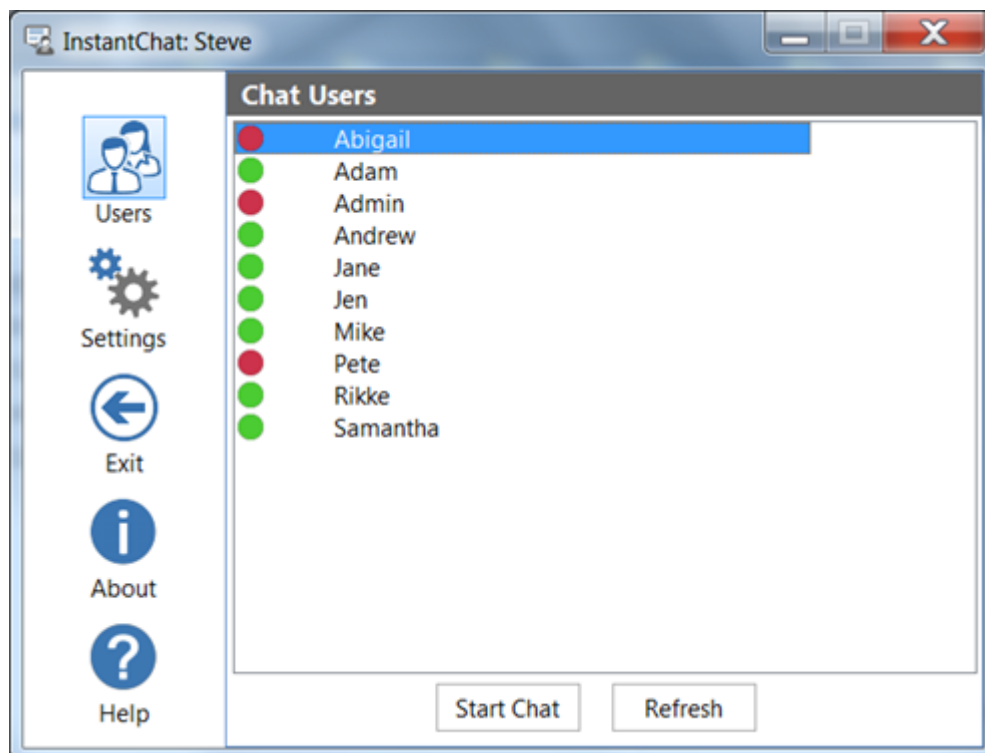 InstantChat: Steve
Users
Settings
Exit
About
Help
Chat Users
Abigail
Adam
Admin
Andrew
Jane
Jen
Mike
Pete
Rikke
Samantha
Start Chat
Refresh